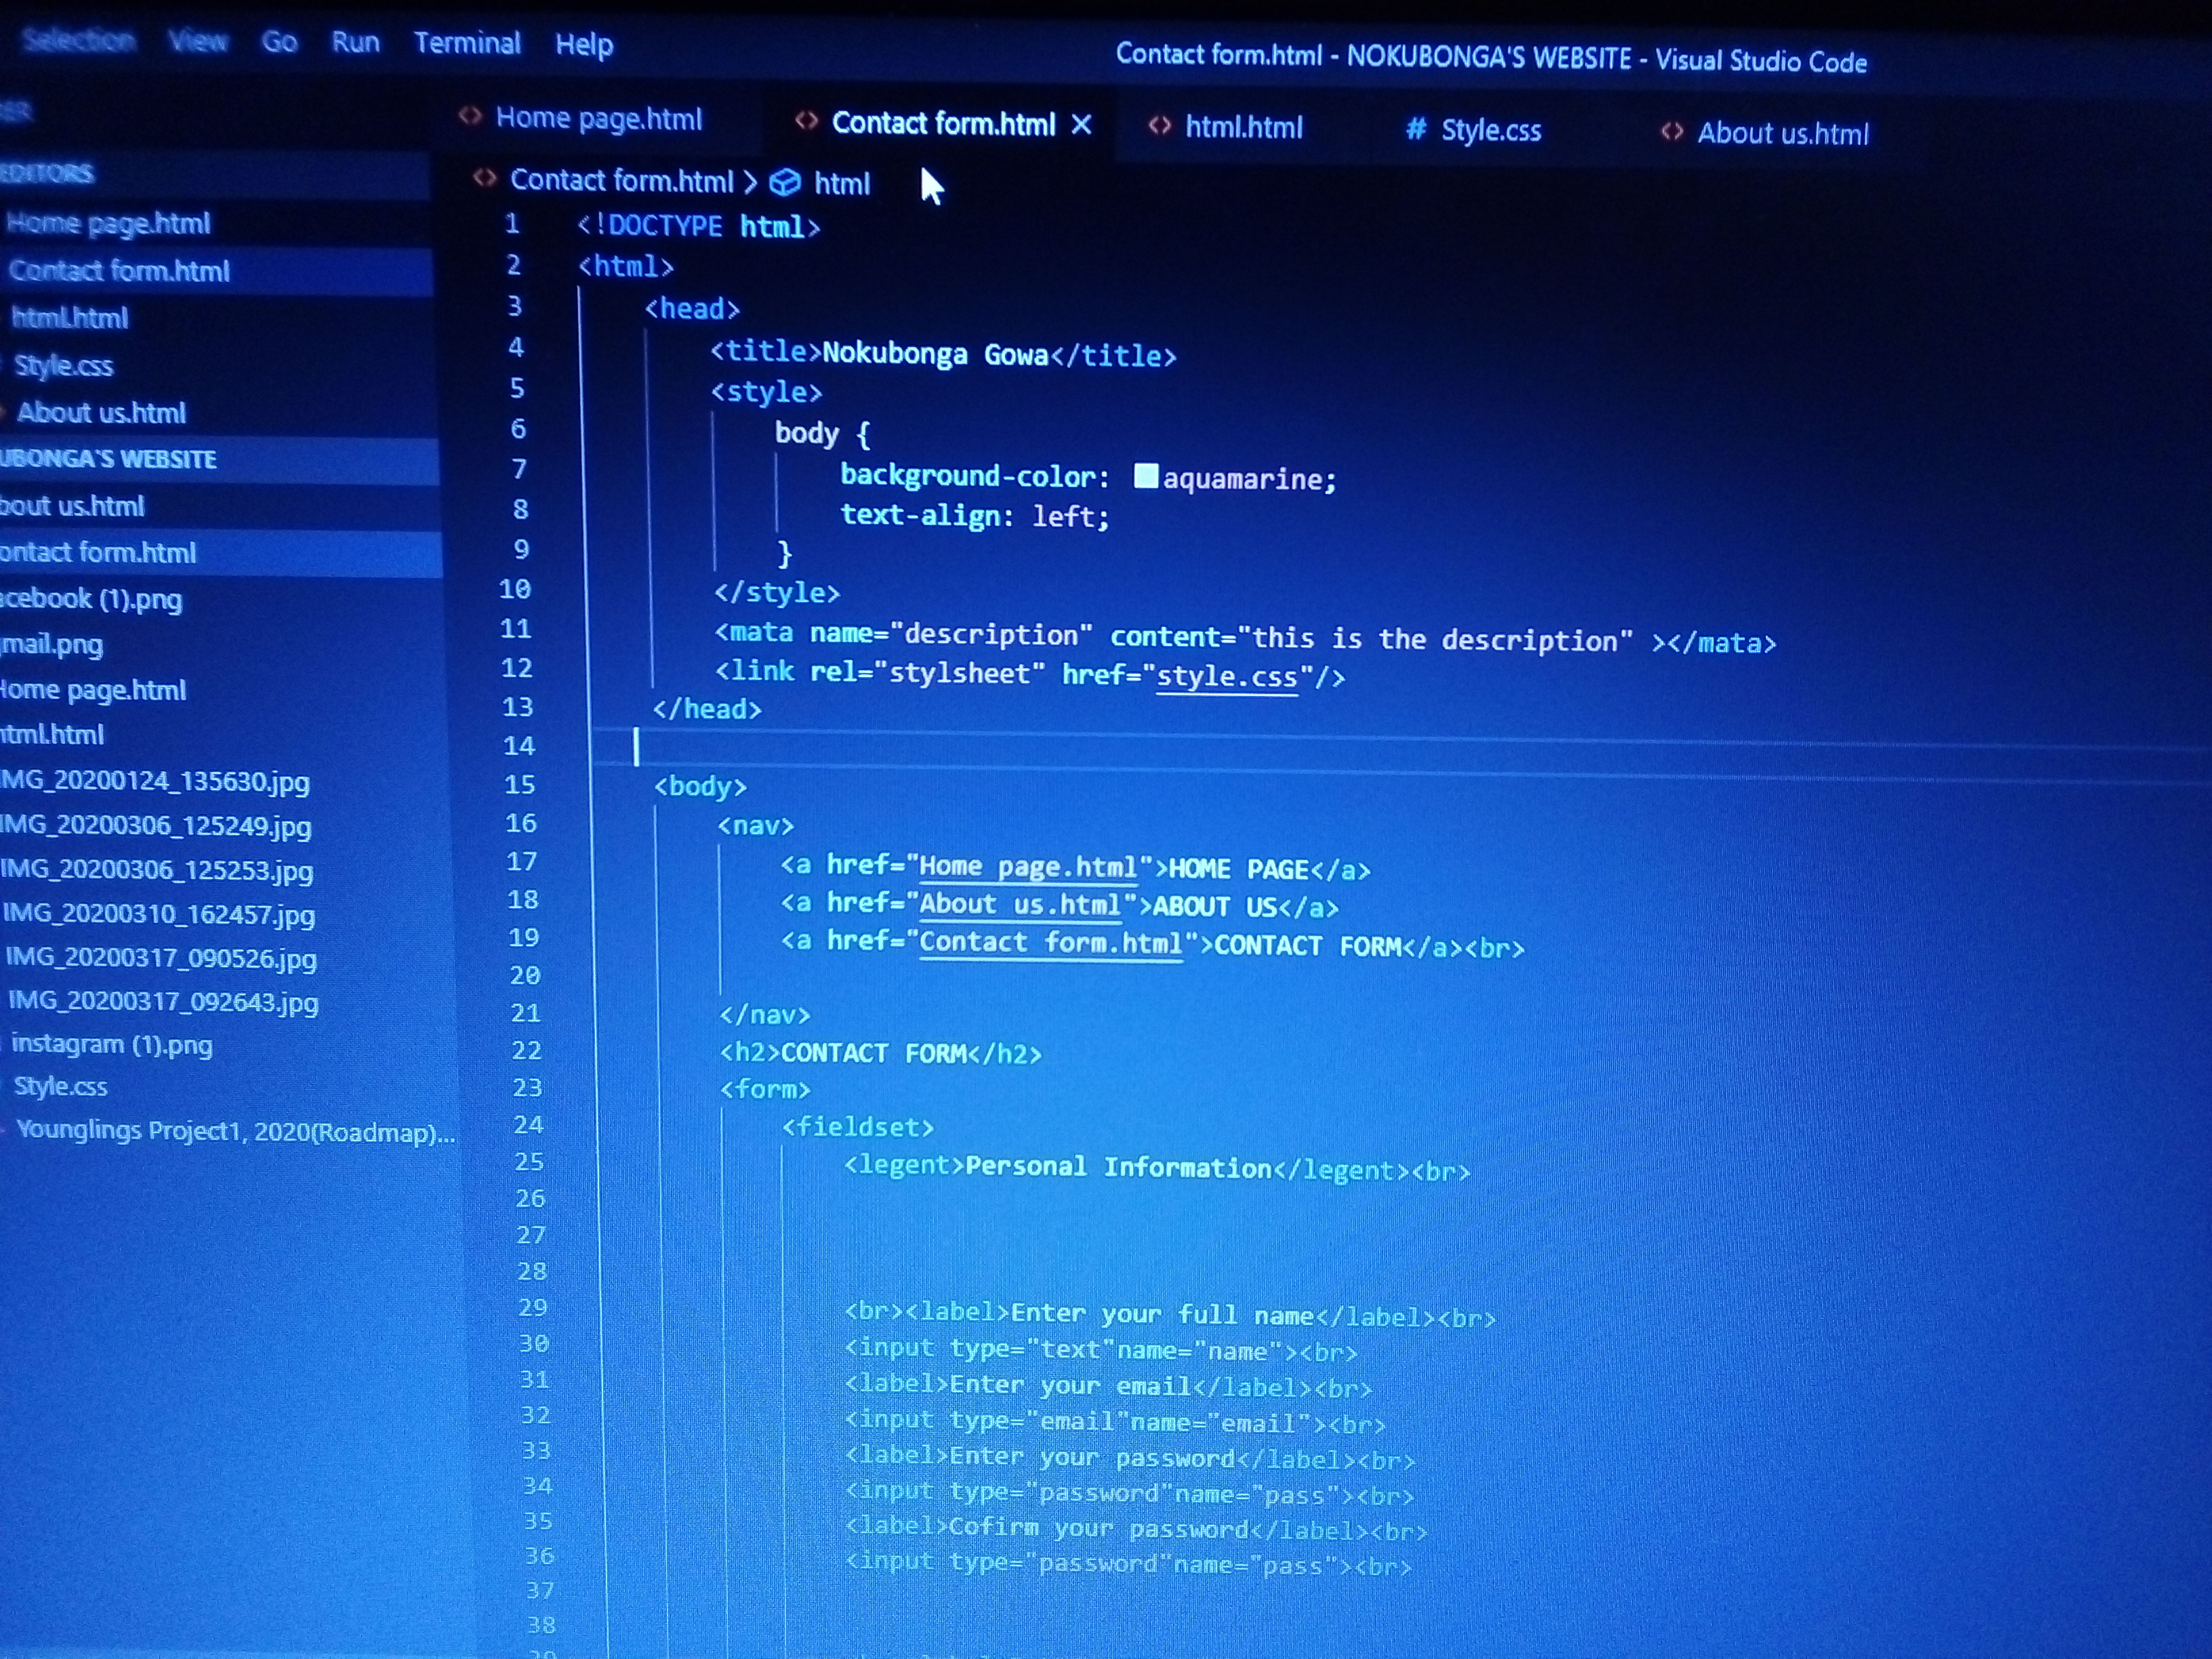 Selection View Go Run Terminal Help
Contact form.html - NOKUBONGA'S WEBSITE - Visual Studio Code
Home page.html
Contact form.html
html.html
# Style.css
About us.html
Contact form.html > html
EDITORS
Home page.html
Contact form.html
html.html
Style.css
About us.html
UBONGA'S WEBSITE
bout us.html
ontact form.html
acebook (1).png
mail.png
Home page.html
html.html
IMG_20200124_135630.jpg
IMG_20200306_125249.jpg
IMG_20200306_125253.jpg
IMG_20200310_162457.jpg
IMG_20200317_090526.jpg
IMG_20200317_092643.jpg
instagram (1).png
Style.css
Younglings Project1, 2020(Roadmap)...
1 <!DOCTYPE html>
2 <html>
3 <head>
4 <title>Nokubonga Gowa</title>
5 <style>
6 body {
7 background-color: aquamarine;
8 text-align: left;
9 }
10 </style>
11 <mata name="description" content="this is the description" ></mata>
12 <link rel="stylsheet" href="style.css"/>
13 </head>
14
15 <body>
16 <nav>
17 <a href="Home page.html">HOME PAGE</a>
18 <a href="About us.html">ABOUT US</a>
19 <a href="Contact form.html">CONTACT FORM</a><br>
20
21 </nav>
22 <h2>CONTACT FORM</h2>
23 <form>
24 <fieldset>
25 <legent>Personal Information</legent><br>
26
27
28
29 <br><label>Enter your full name</label><br>
30 <input type="text"name="name"><br>
31 <label>Enter your email</label><br>
32 <input type="email"name="email"><br>
33 <label>Enter your password</label><br>
34 <input type="password"name="pass"><br>
35 <label>Cofirm your password</label><br>
36 <input type="password"name="pass"><br>
37
38